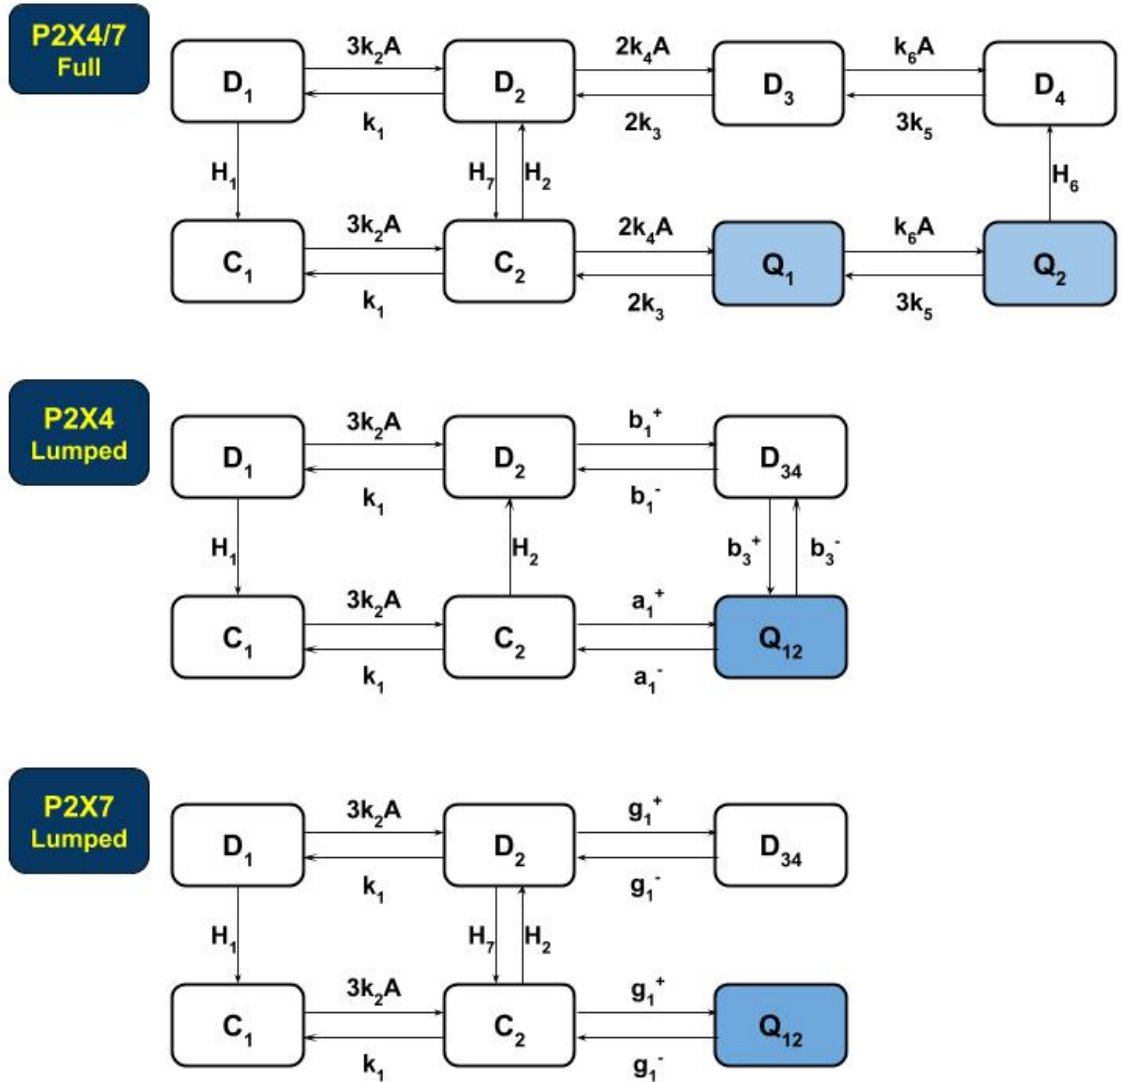 P2X4/7
Full
3k₂A 2k₄A k₆A
D₁ D₂ D₃ D₄
k₁ 2k₃ 3k₅
H₁ H₇ H₂ H₆
3k₂A 2k₄A k₆A
C₁ C₂ Q₁ Q₂
k₁ 2k₃ 3k₅
P2X4
Lumped
3k₂A b₁⁺
D₁ D₂ D₃₄
k₁ b₁⁻
H₁ H₂ b₃⁺ b₃⁻
3k₂A a₁⁺
C₁ C₂ Q₁₂
k₁ a₁⁻
P2X7
Lumped
3k₂A g₁⁺
D₁ D₂ D₃₄
k₁ g₁⁻
H₁ H₇ H₂
3k₂A g₁⁺
C₁ C₂ Q₁₂
k₁ g₁⁻